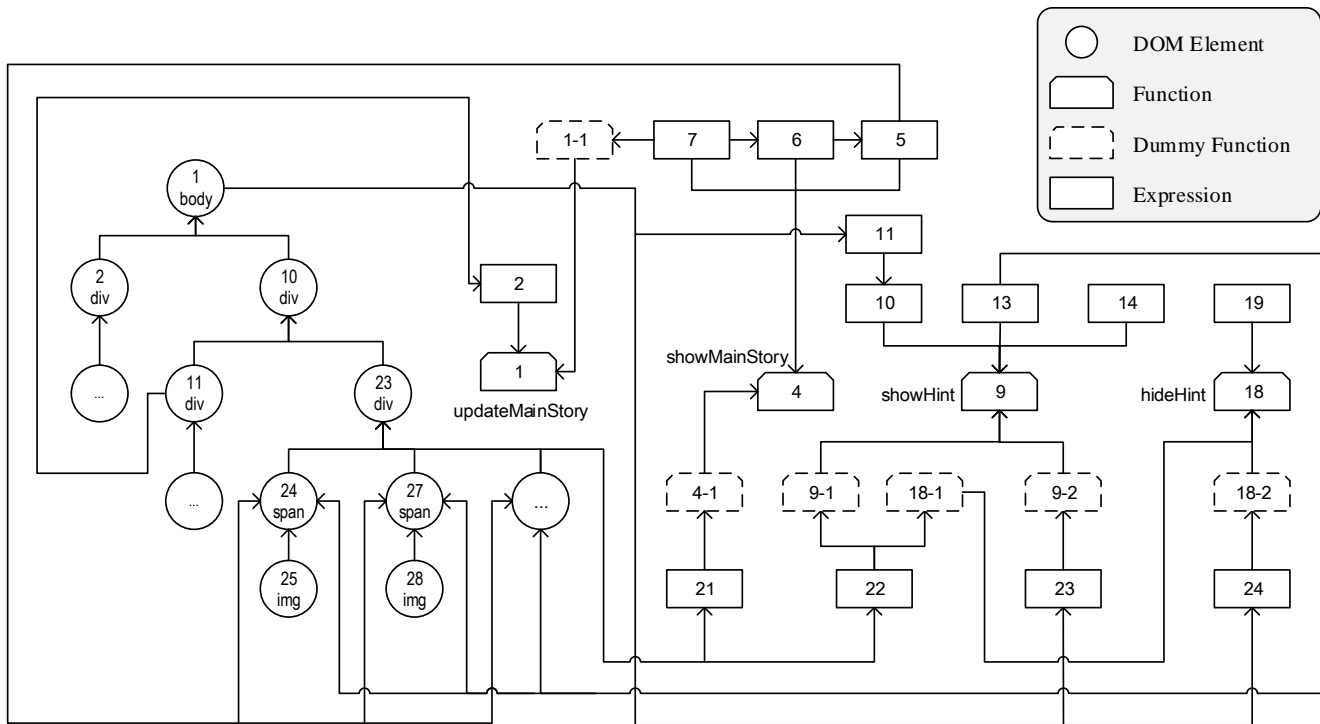 DOM Element
Function
Dummy Function
Expression
1-1
7
6
5
1
body
11
2
div
10
div
2
10
13
14
19
showMainStory
11
div
23
div
1
4
showHint
9
hideHint
18
updateMainStory
...
...
24
span
27
span
...
4-1
9-1
18-1
9-2
18-2
25
img
28
img
21
22
23
24